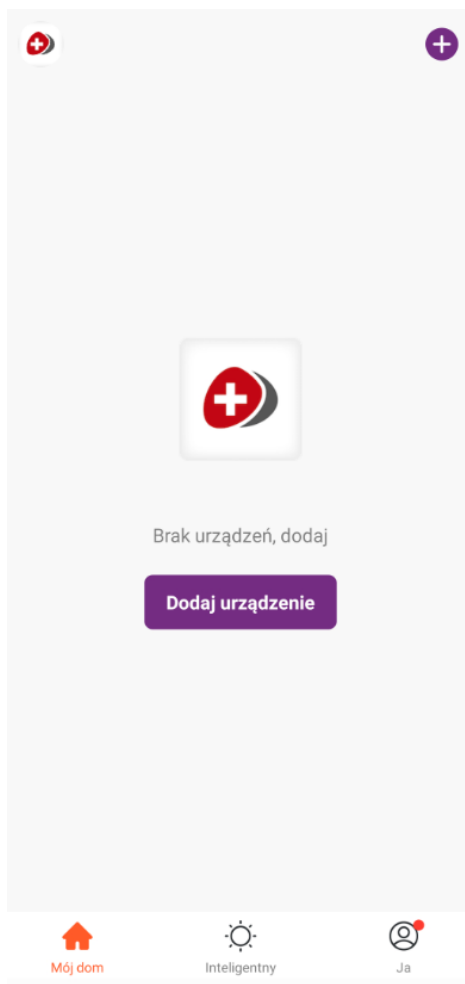 Brak urządzeń, dodaj
Dodaj urządzenie
Mój dom
Inteligentny
Ja